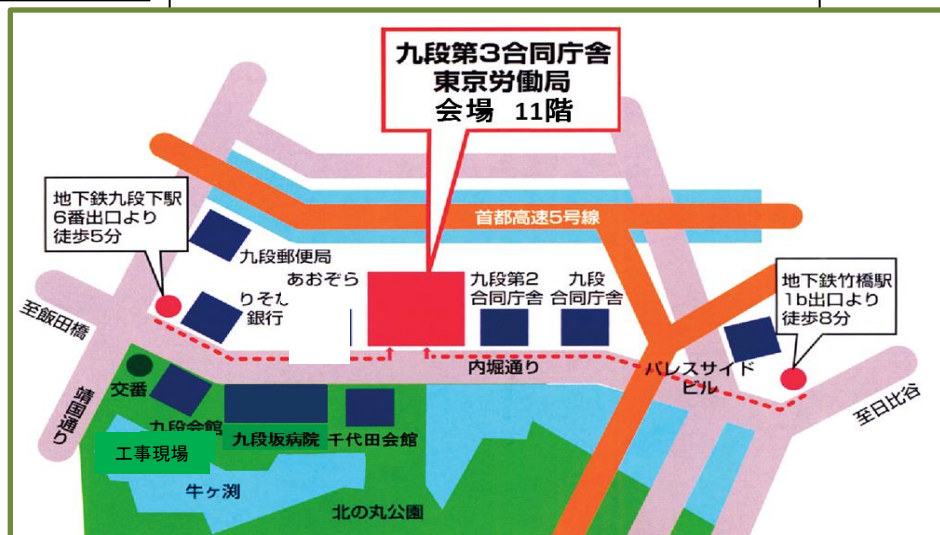 九段第3合同庁舎
東京労働局
会場 11階
地下鉄九段下駅
6番出口より
徒歩5分
首都高速5号線
九段郵便局
あおぞら
九段第2
合同庁舎
九段
合同庁舎
地下鉄竹橋駅
1b出口より
徒歩8分
りそな
銀行
至飯田橋
内堀通り
パレスサイド
ビル
至日比谷
交番
靖国通り
九段会館
九段坂病院
千代田会館
工事現場
牛ヶ渕
北の丸公園